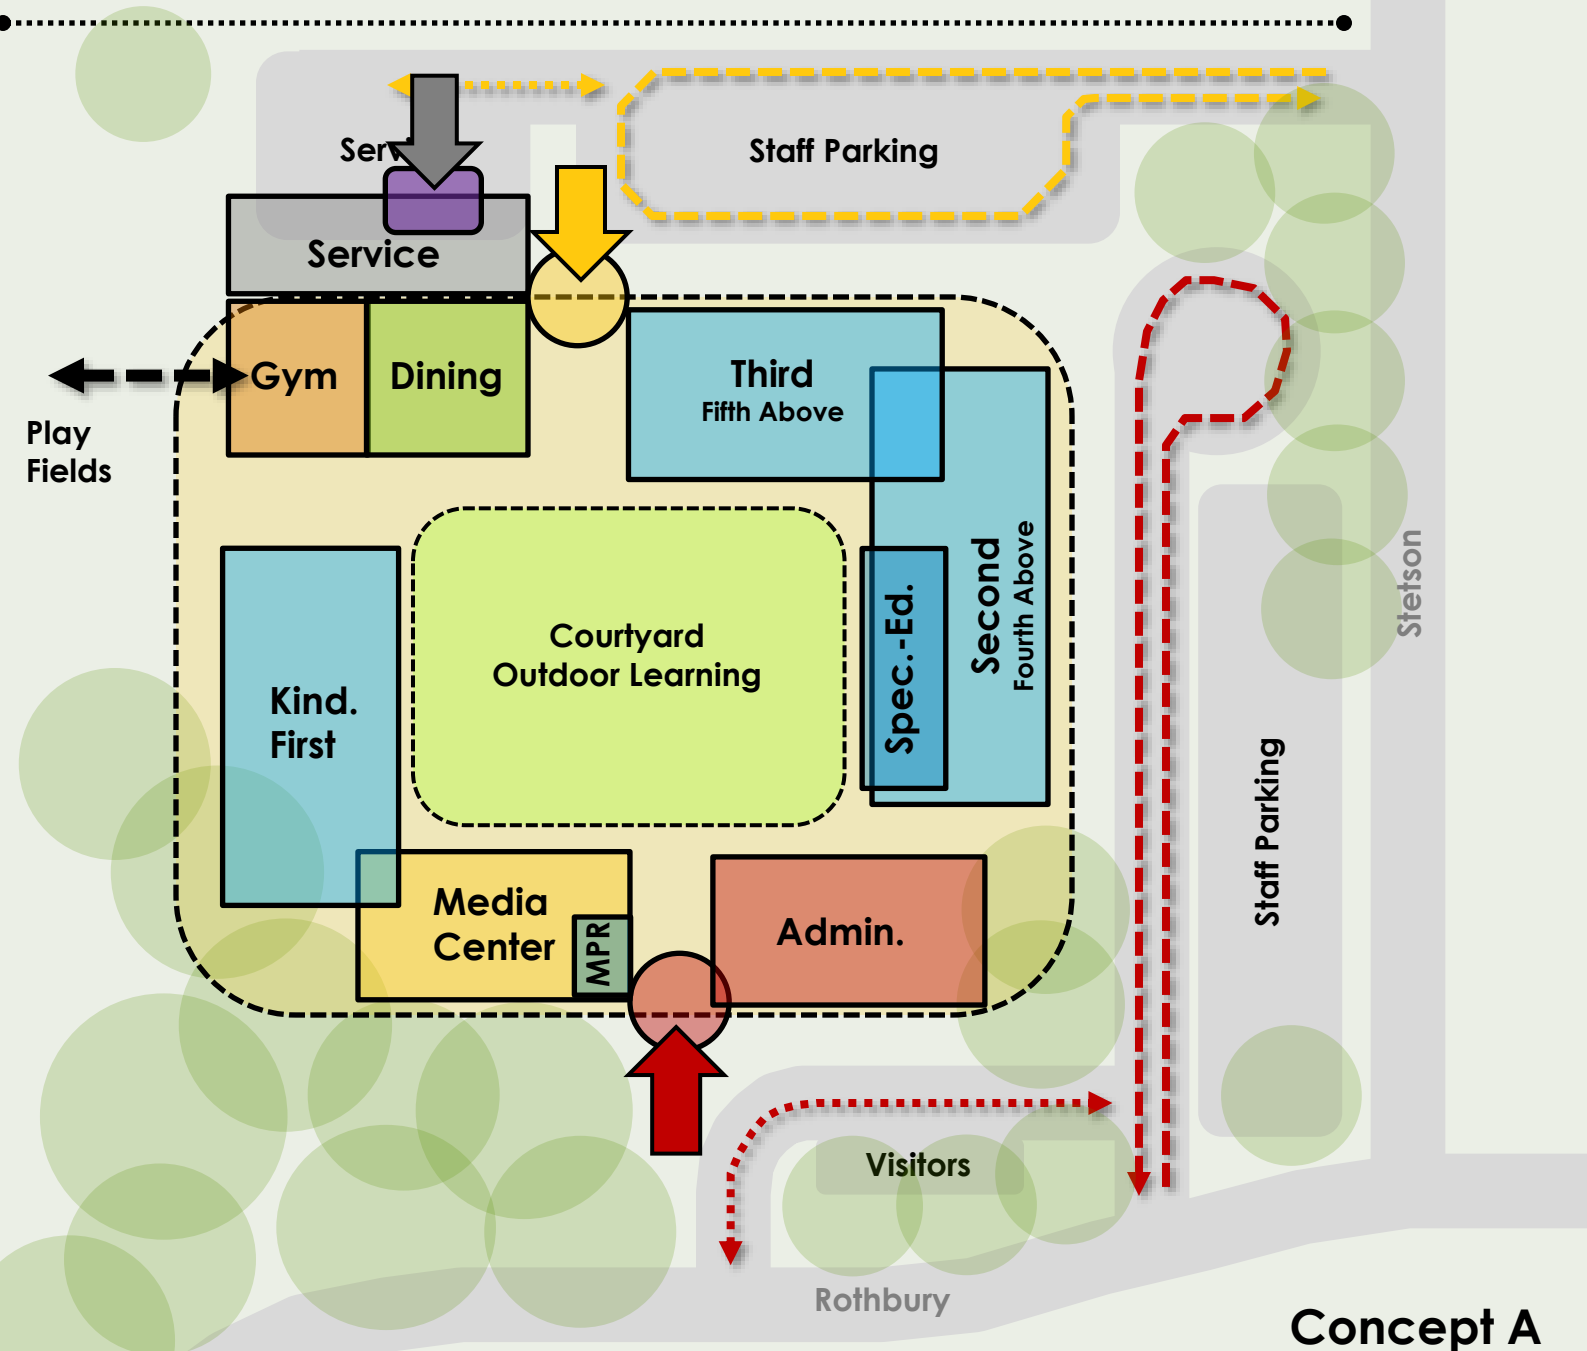 Staff Parking
Service
Gym
Dining
Third
Fifth Above
Play
Fields
Second
Fourth Above
Spec.-Ed.
Courtyard
Outdoor Learning
Kind.
First
Stetson
Staff Parking
Media
Center
MPR
Admin.
Visitors
Rothbury
Concept A